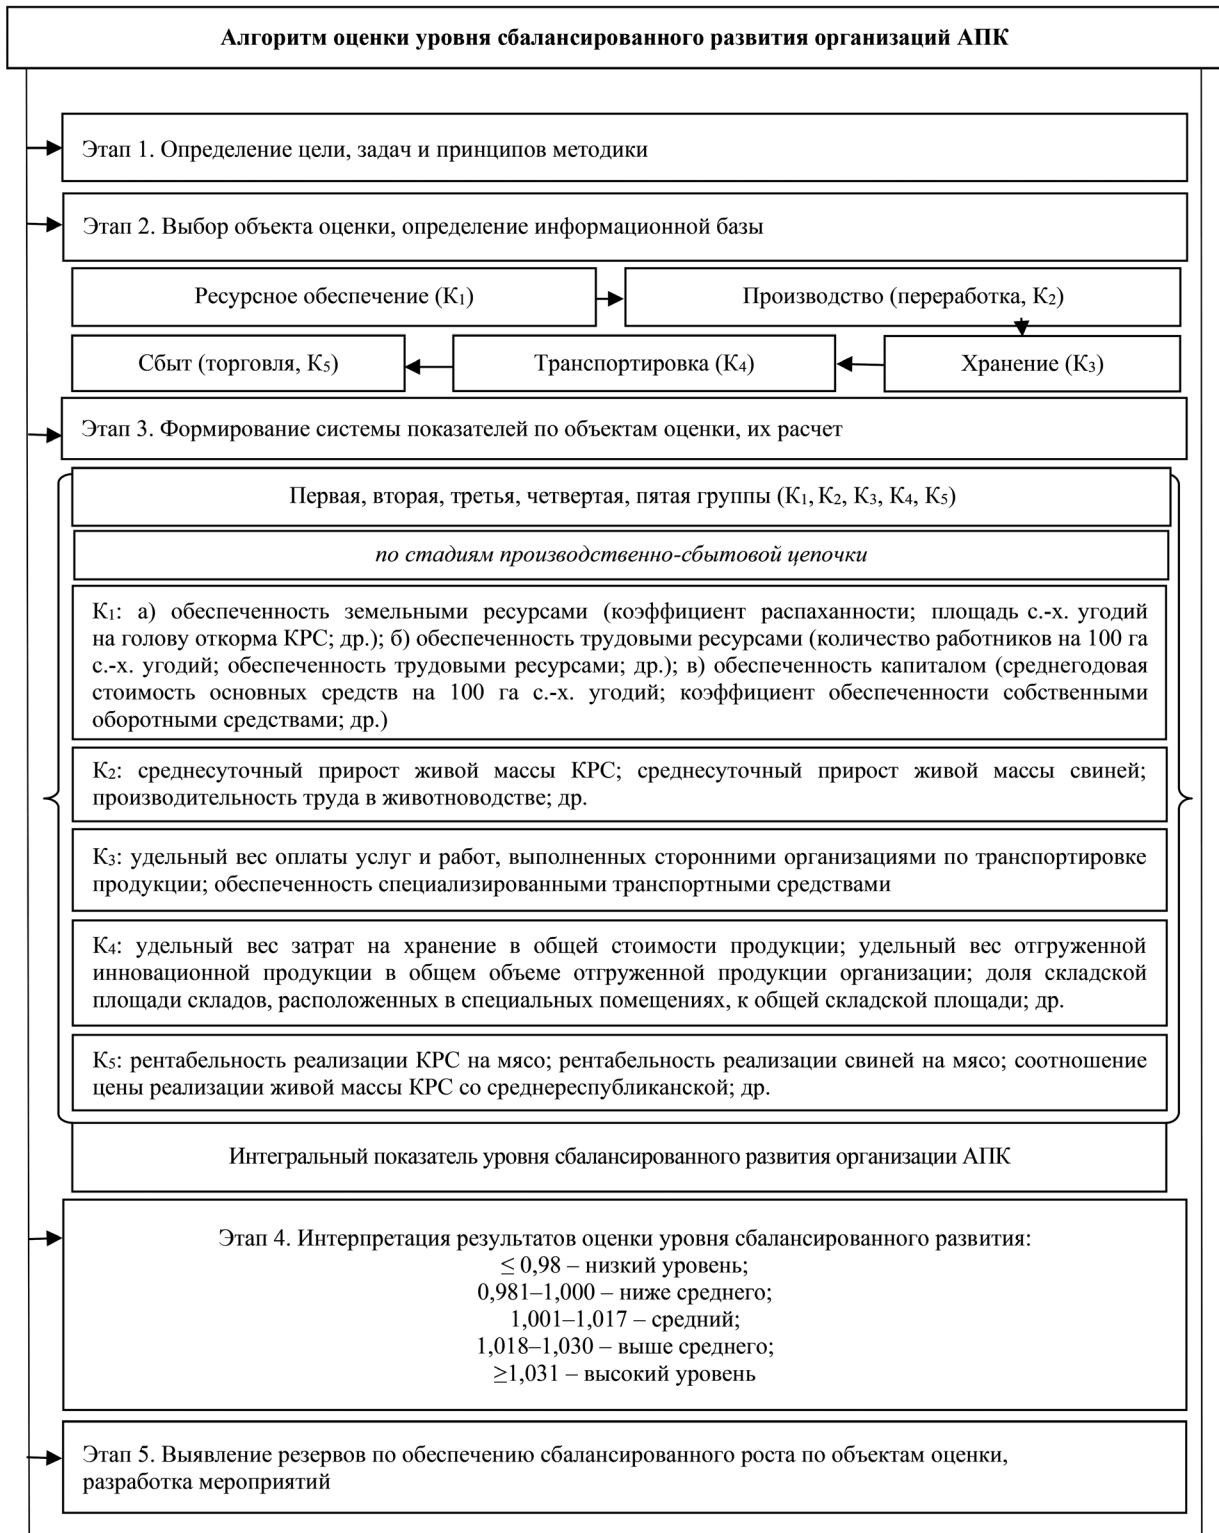 Алгоритм оценки уровня сбалансированного развития организаций АПК
Этап 1. Определение цели, задач и принципов методики
Этап 2. Выбор объекта оценки, определение информационной базы
Ресурсное обеспечение (К₁)
Производство (переработка, К₂)
Сбыт (торговля, К₅)
Транспортировка (К₄)
Хранение (К₃)
Этап 3. Формирование системы показателей по объектам оценки, их расчет
Первая, вторая, третья, четвертая, пятая группы (К₁, К₂, К₃, К₄, К₅)
по стадиям производственно-сбытовой цепочки
К₁: а) обеспеченность земельными ресурсами (коэффициент распаханности; площадь с.-х. угодий
на голову откорма КРС; др.); б) обеспеченность трудовыми ресурсами (количество работников на 100 га
с.-х. угодий; обеспеченность трудовыми ресурсами; др.); в) обеспеченность капиталом (среднегодовая
стоимость основных средств на 100 га с.-х. угодий; коэффициент обеспеченности собственными
оборотными средствами; др.)
К₂: среднесуточный прирост живой массы КРС; среднесуточный прирост живой массы свиней;
производительность труда в животноводстве; др.
К₃: удельный вес оплаты услуг и работ, выполненных сторонними организациями по транспортировке
продукции; обеспеченность специализированными транспортными средствами
К₄: удельный вес затрат на хранение в общей стоимости продукции; удельный вес отгруженной
инновационной продукции в общем объеме отгруженной продукции организации; доля складской
площади складов, расположенных в специальных помещениях, к общей складской площади; др.
К₅: рентабельность реализации КРС на мясо; рентабельность реализации свиней на мясо; соотношение
цены реализации живой массы КРС со среднереспубликанской; др.
Интегральный показатель уровня сбалансированного развития организации АПК
Этап 4. Интерпретация результатов оценки уровня сбалансированного развития:
≤ 0,98 – низкий уровень;
0,981–1,000 – ниже среднего;
1,001–1,017 – средний;
1,018–1,030 – выше среднего;
≥1,031 – высокий уровень
Этап 5. Выявление резервов по обеспечению сбалансированного роста по объектам оценки,
разработка мероприятий